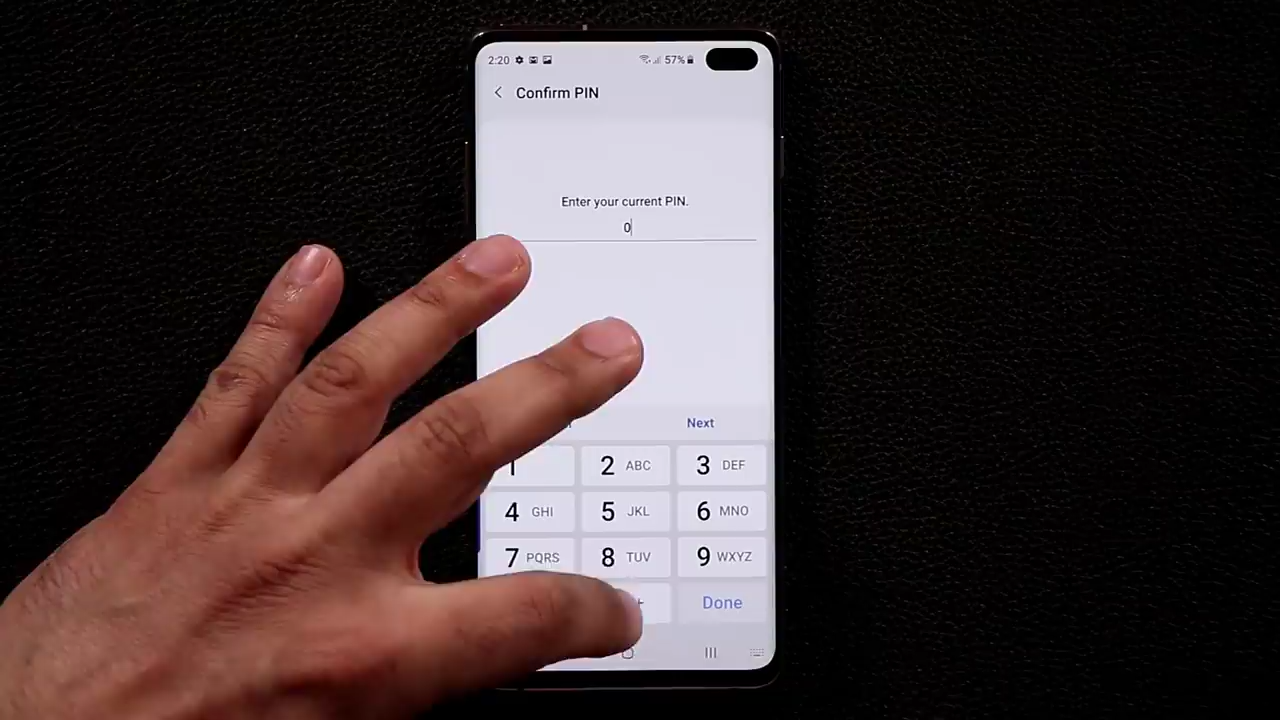 2:20 57%
Confirm PIN
Enter your current PIN.
0
Next
1 2 ABC 3 DEF
4 GHI 5 JKL 6 MNO
7 PQRS 8 TUV 9 WXYZ
+ Done